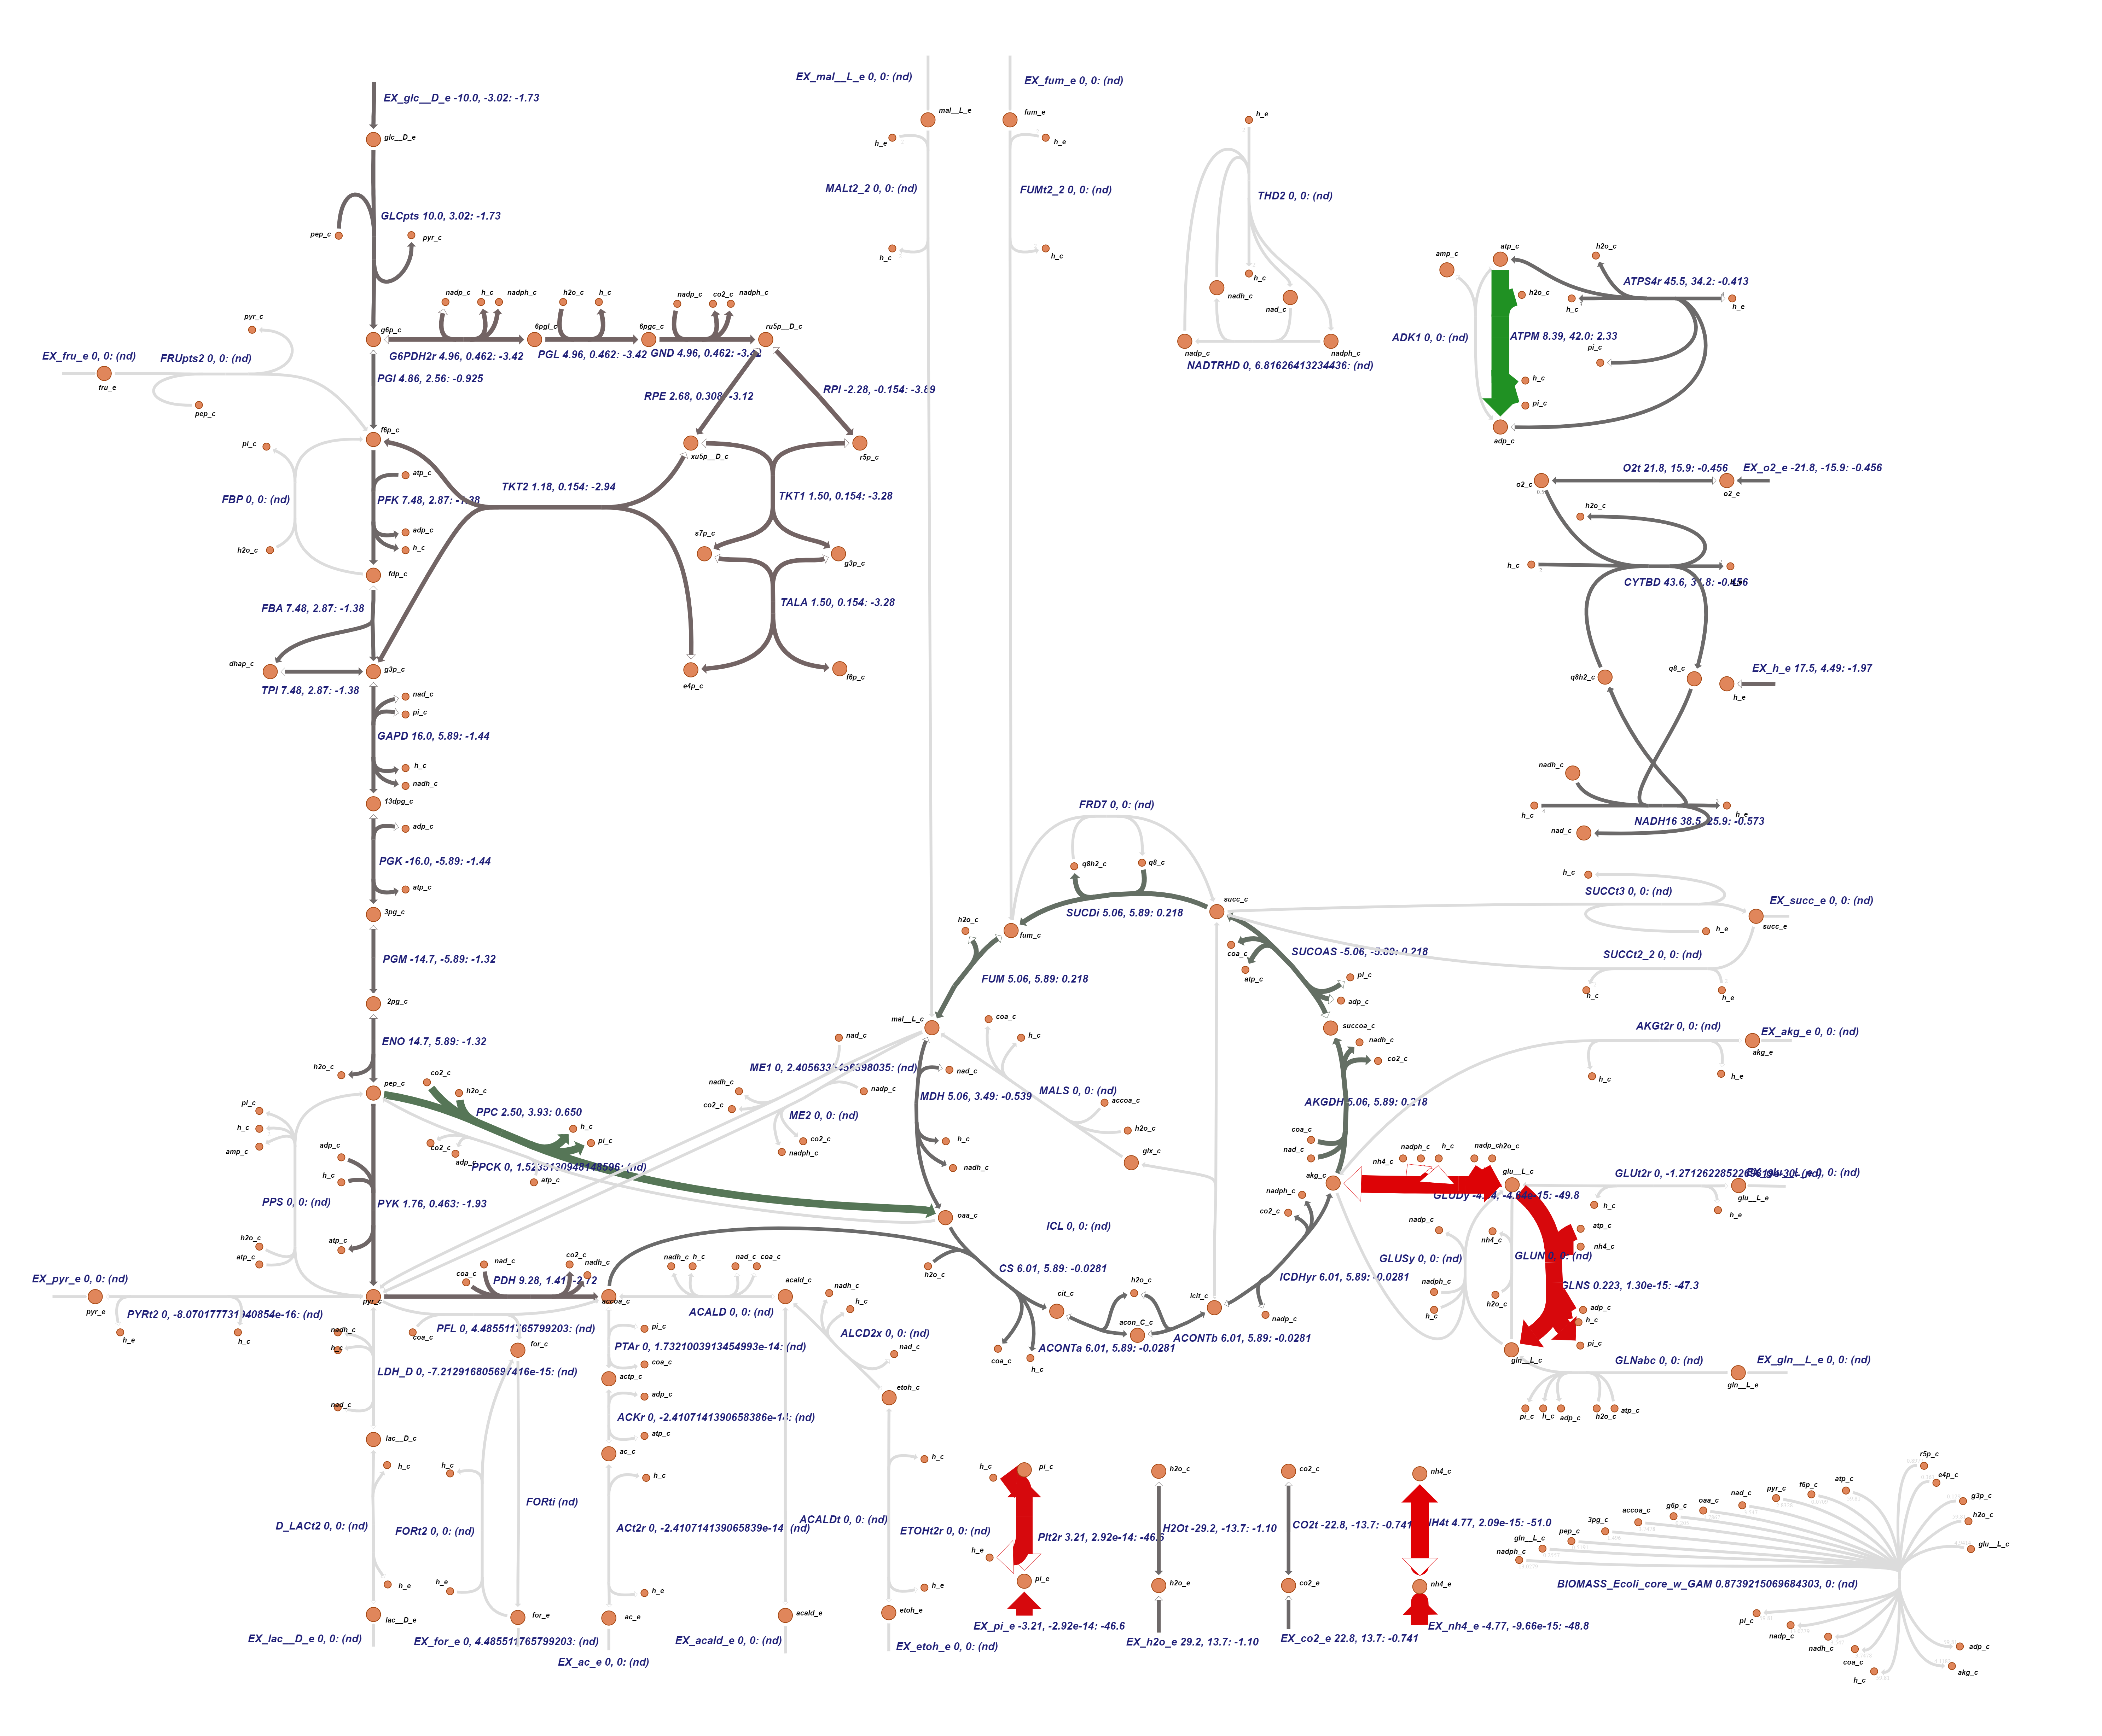 EX_mal__L_e 0, 0: (nd)
EX_fum_e 0, 0: (nd)
EX_glc__D_e -10.0, -3.02: -1.73
mal__L_e
fum_e
h_e
glc__D_e
h_e
h_e
MALt2_2 0, 0: (nd)
FUMt2_2 0, 0: (nd)
THD2 0, 0: (nd)
GLCpts 10.0, 3.02: -1.73
pep_c
pyr_c
h_c
h_c
h_c
nadh_c
nad_c
nadp_c
nadph_c
NADTRHD 0, 6.81626413234436: (nd)
amp_c
atp_c
h2o_c
ATPS4r 45.5, 34.2: -0.413
h2o_c
h_c
h_e
ADK1 0, 0: (nd)
ATPM 8.39, 42.0: 2.33
pi_c
h_c
pi_c
adp_c
nadp_c
h_c
nadph_c
h2o_c
h_c
nadp_c
co2_c
nadph_c
g6p_c
6pgl_c
6pgc_c
ru5p__D_c
G6PDH2r 4.96, 0.462: -3.42
PGL 4.96, 0.462: -3.42
GND 4.96, 0.462: -3.42
pyr_c
EX_fru_e 0, 0: (nd)
FRUpts2 0, 0: (nd)
fru_e
pep_c
PGI 4.86, 2.56: -0.925
RPE 2.68, 0.308: -3.12
RPI -2.28, -0.154: -3.89
f6p_c
pi_c
xu5p__D_c
r5p_c
atp_c
FBP 0, 0: (nd)
PFK 7.48, 2.87: -1.38
TKT2 1.18, 0.154: -2.94
TKT1 1.50, 0.154: -3.28
adp_c
h_c
h2o_c
s7p_c
g3p_c
fdp_c
FBA 7.48, 2.87: -1.38
TALA 1.50, 0.154: -3.28
dhap_c
g3p_c
TPI 7.48, 2.87: -1.38
e4p_c
f6p_c
O2t 21.8, 15.9: -0.456
EX_o2_e -21.8, -15.9: -0.456
o2_c
o2_e
h2o_c
h_c
CYTBD 43.6, 31.8: -0.456
q8h2_c
q8_c
EX_h_e 17.5, 4.49: -1.97
h_e
nadh_c
h_c
h_e
NADH16 38.5, 25.9: -0.573
nad_c
nad_c
pi_c
GAPD 16.0, 5.89: -1.44
h_c
nadh_c
13dpg_c
adp_c
PGK -16.0, -5.89: -1.44
atp_c
3pg_c
PGM -14.7, -5.89: -1.32
2pg_c
ENO 14.7, 5.89: -1.32
h2o_c
pep_c
FRD7 0, 0: (nd)
q8h2_c
q8_c
SUCDi 5.06, 5.89: 0.218
succ_c
h2o_c
fum_c
FUM 5.06, 5.89: 0.218
h_c
SUCCt3 0, 0: (nd)
EX_succ_e 0, 0: (nd)
succ_e
h_e
coa_c
SUCOAS -5.06, -5.89: 0.218
SUCCt2_2 0, 0: (nd)
atp_c
pi_c
adp_c
h_c
h_e
mal__L_c
succoa_c
AKGt2r 0, 0: (nd)
EX_akg_e 0, 0: (nd)
akg_e
h_c
h_e
nadh_c
co2_c
coa_c
h_c
nad_c
ME1 0, 2.4056333456398035: (nd)
nadh_c
co2_c
nadp_c
nad_c
ME2 0, 0: (nd)
co2_c
nadph_c
MDH 5.06, 3.49: -0.539
MALS 0, 0: (nd)
accoa_c
h2o_c
glx_c
h_c
nadh_c
AKGDH 5.06, 5.89: 0.218
coa_c
nad_c
akg_c
co2_c
h2o_c
PPC 2.50, 3.93: 0.650
h_c
pi_c
co2_c
adp_c
PPCK 0, 1.5235130948148596: (nd)
atp_c
pi_c
h_c
amp_c
adp_c
h_c
PPS 0, 0: (nd)
PYK 1.76, 0.463: -1.93
h2o_c
atp_c
atp_c
oaa_c
ICL 0, 0: (nd)
nh4_c
nadph_c
h_c
nadp_c
h2o_c
glu__L_c
GLUDy -4.54, -4.64e-15: -49.8
GLUt2r 0, -1.2712622852269819e-30: (nd)
EX_glu__L_e 0, 0: (nd)
glu__L_e
h_c
h_e
nadph_c
co2_c
nadp_c
nh4_c
atp_c
nh4_c
GLUSy 0, 0: (nd)
GLUN 0, 0: (nd)
GLNS 0.223, 1.30e-15: -47.3
nadph_c
h_c
h2o_c
adp_c
h_c
pi_c
gln__L_c
GLNabc 0, 0: (nd)
EX_gln__L_e 0, 0: (nd)
gln__L_e
pi_c
h_c
adp_c
h2o_c
atp_c
EX_pyr_e 0, 0: (nd)
pyr_e
PYRt2 0, -8.070177731940854e-16: (nd)
h_e
h_c
pyr_c
coa_c
nad_c
PDH 9.28, 1.41: -2.72
co2_c
nadh_c
accoa_c
nadh_c
h_c
nad_c
coa_c
ACALD 0, 0: (nd)
acald_c
nadh_c
h_c
ALCD2x 0, 0: (nd)
nad_c
etoh_c
h2o_c
CS 6.01, 5.89: -0.0281
cit_c
h2o_c
icit_c
ICDHyr 6.01, 5.89: -0.0281
nadp_c
acon_C_c
ACONTa 6.01, 5.89: -0.0281
ACONTb 6.01, 5.89: -0.0281
coa_c
h_c
nadh_c
h_c
coa_c
PFL 0, 4.485511765799203: (nd)
for_c
PTAr 0, 1.7321003913454993e-14: (nd)
pi_c
coa_c
LDH_D 0, -7.212916805697416e-15: (nd)
actp_c
nad_c
adp_c
ACKr 0, -2.4107141390658386e-14: (nd)
atp_c
lac__D_c
ac_c
h_c
h_c
h_c
h_c
D_LACt2 0, 0: (nd)
FORt2 0, 0: (nd)
FORti (nd)
ACt2r 0, -2.410714139065839e-14: (nd)
ACALDt 0, 0: (nd)
ETOHt2r 0, 0: (nd)
h_e
h_e
h_e
h_e
lac__D_e
for_e
ac_e
acald_e
etoh_e
EX_lac__D_e 0, 0: (nd)
EX_for_e 0, 4.485511765799203: (nd)
EX_ac_e 0, 0: (nd)
EX_acald_e 0, 0: (nd)
EX_etoh_e 0, 0: (nd)
h_c
pi_c
h2o_c
co2_c
nh4_c
PIt2r 3.21, 2.92e-14: -46.6
H2Ot -29.2, -13.7: -1.10
CO2t -22.8, -13.7: -0.741
NH4t 4.77, 2.09e-15: -51.0
h_e
pi_e
h2o_e
co2_e
nh4_e
EX_pi_e -3.21, -2.92e-14: -46.6
EX_h2o_e 29.2, 13.7: -1.10
EX_co2_e 22.8, 13.7: -0.741
EX_nh4_e -4.77, -9.66e-15: -48.8
r5p_c
e4p_c
g3p_c
h2o_c
glu__L_c
atp_c
f6p_c
pyr_c
nad_c
oaa_c
g6p_c
accoa_c
3pg_c
pep_c
gln__L_c
nadph_c
BIOMASS_Ecoli_core_w_GAM 0.8739215069684303, 0: (nd)
pi_c
nadp_c
nadh_c
coa_c
h_c
adp_c
akg_c